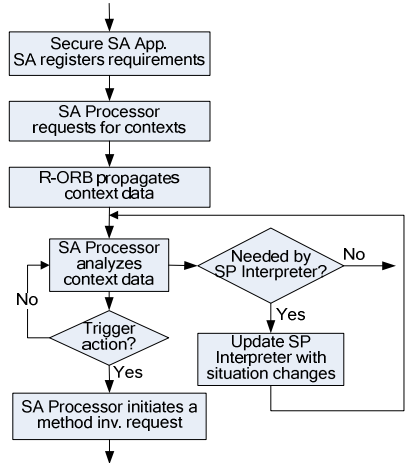 Secure SA App.
SA registers requirements
SA Processor
requests for contexts
R-ORB propagates
context data
SA Processor
analyzes
context data
Needed by
SP Interpreter?
No
Yes
No
Trigger
action?
Update SP
Interpreter with
situation changes
Yes
SA Processor initiates a
method inv. request